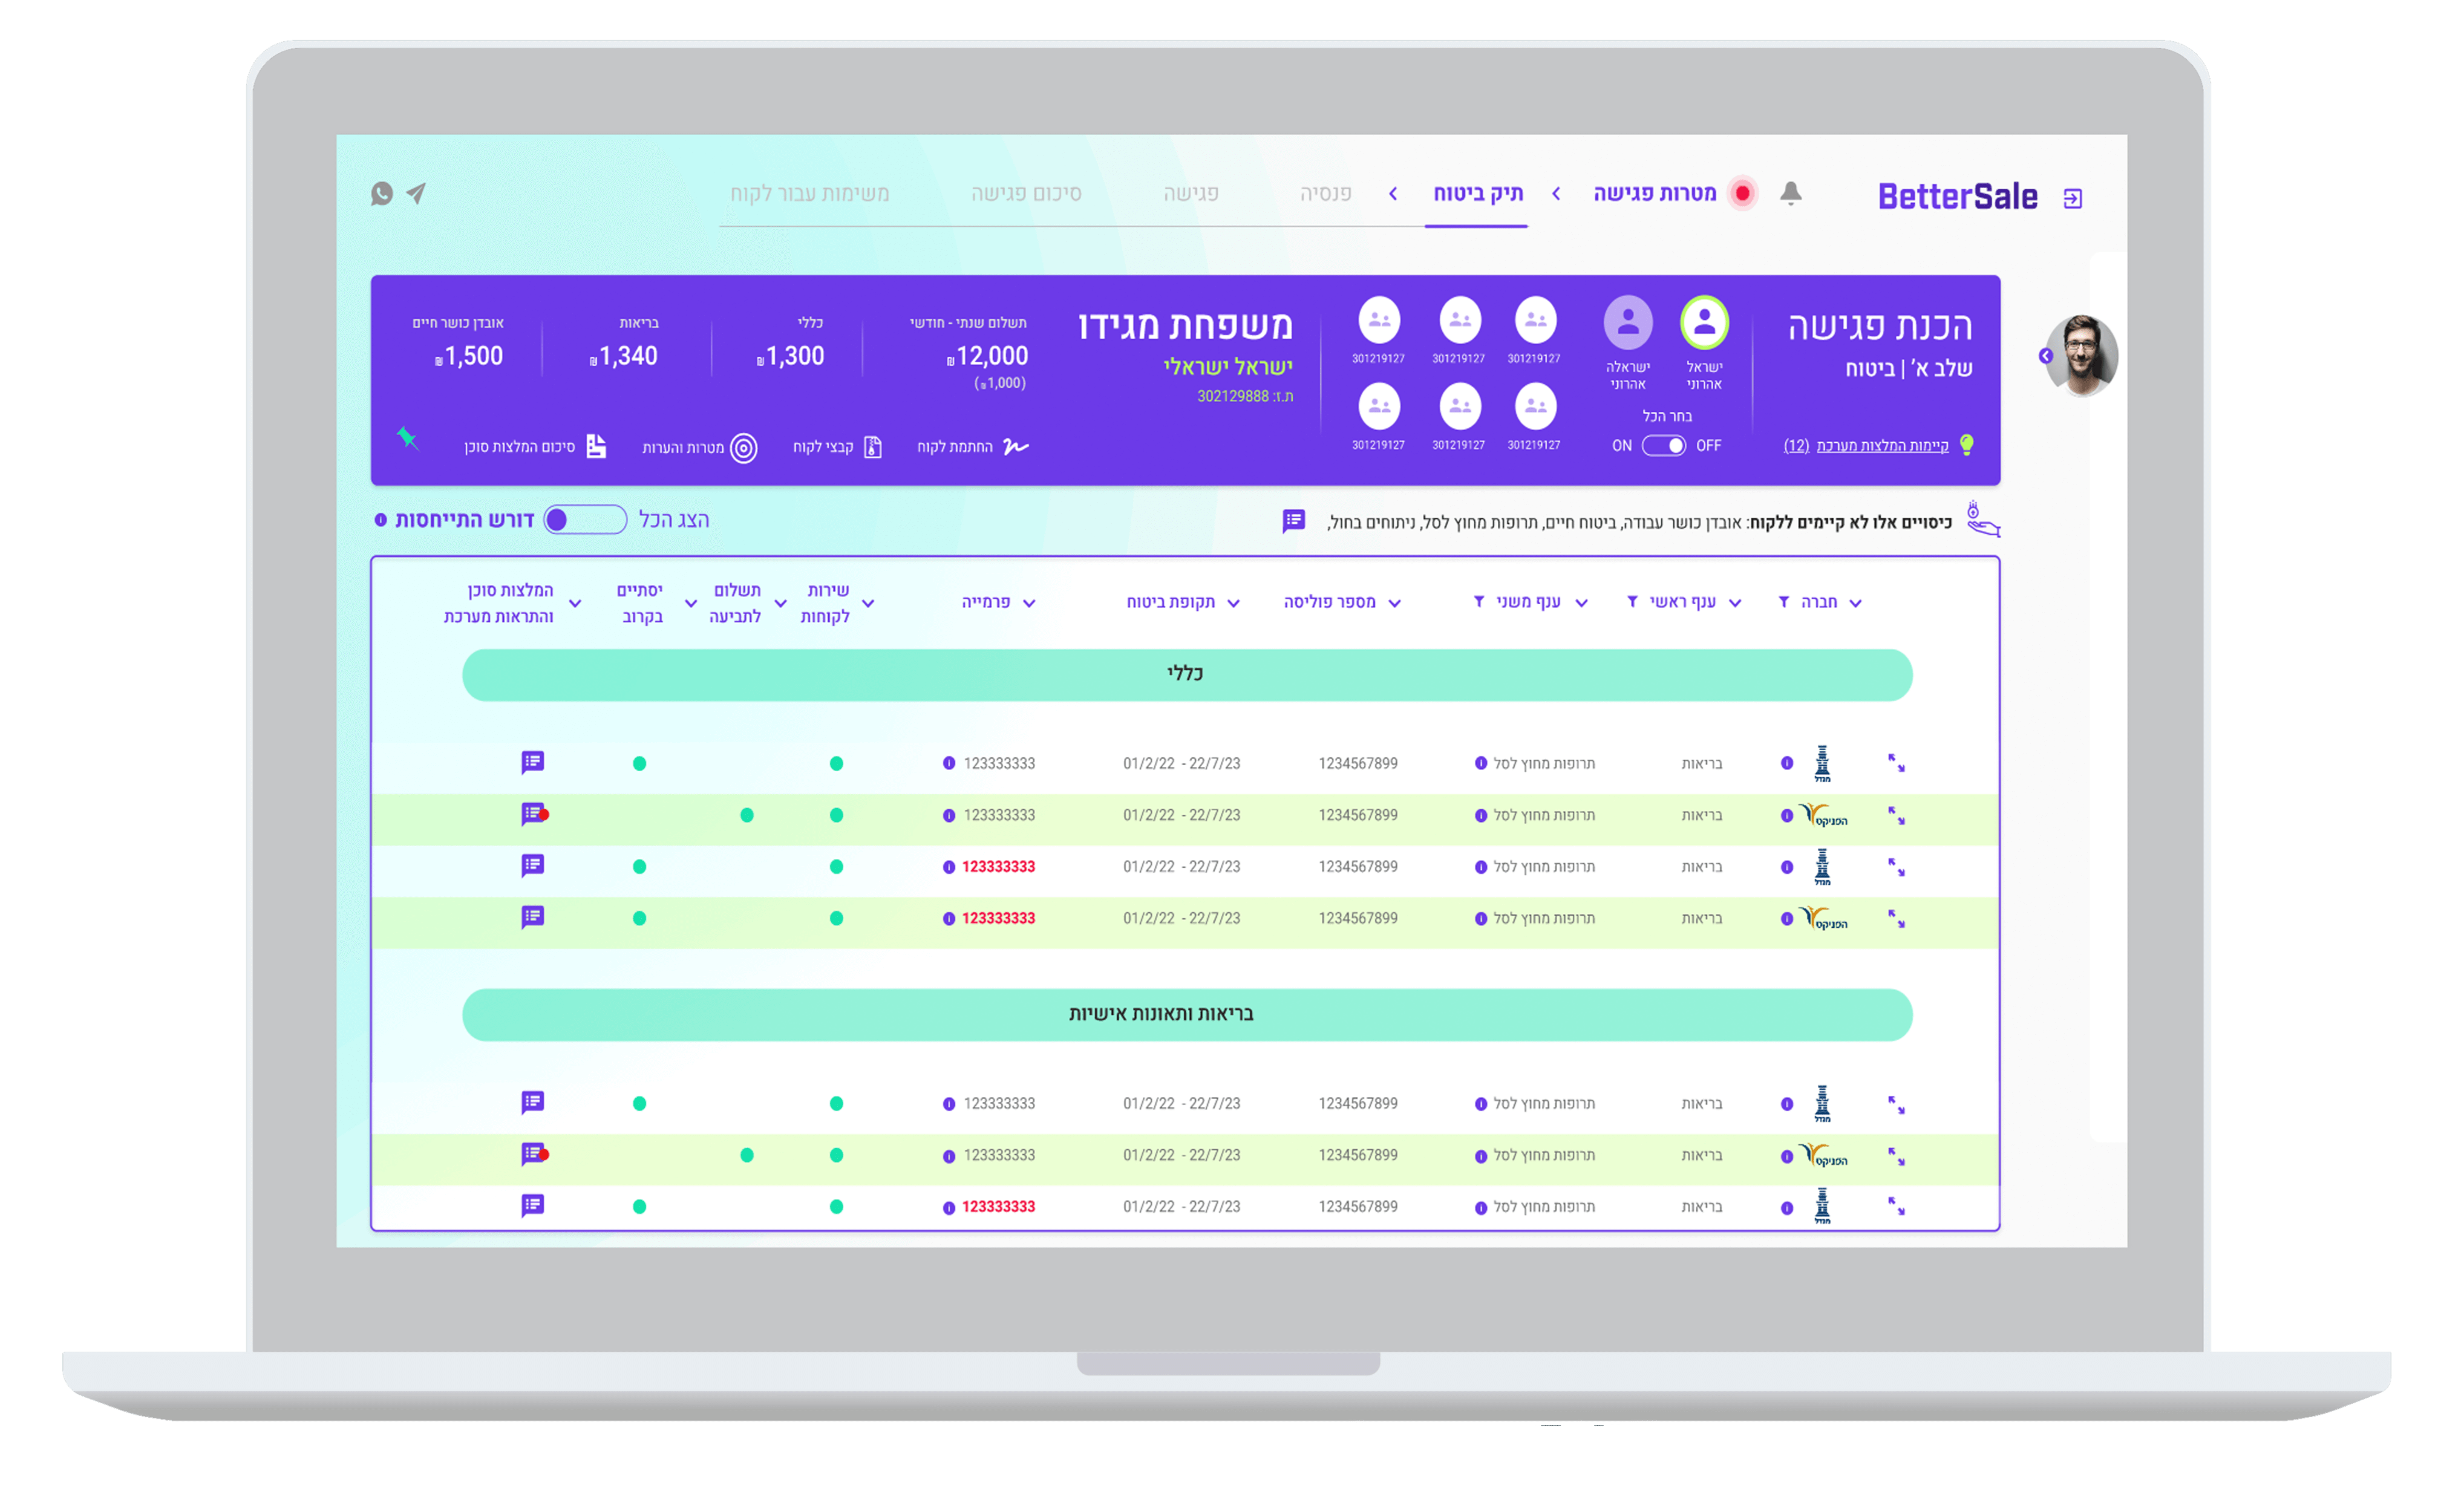 BetterSale
מטרות פגישה
תיק ביטוח
פנסיה
פגישה
סיכום פגישה
משימות עבור לקוח
הכנת פגישה
שלב א׳ | ביטוח
קיימות המלצות מערכת (12)
ישראל אהרוני
ישראלה אהרוני
בחר הכל
OFF ON
301219127 301219127 301219127
301219127 301219127 301219127
משפחת מגידו
ישראל ישראלי
ת.ז: 302129888
תשלום שנתי - חודשי
12,000 ₪
(1,000 ₪)
כללי
1,300 ₪
בריאות
1,340 ₪
אובדן כושר חיים
1,500 ₪
החתמת לקוח
קבצי לקוח
מטרות והערות
סיכום המלצות סוכן
כיסויים אלו לא קיימים ללקוח: אובדן כושר עבודה, ביטוח חיים, תרופות מחוץ לסל, ניתוחים בחול,
הצג הכל
דורש התייחסות
חברה
ענף ראשי
ענף משני
מספר פוליסה
תקופת ביטוח
פרמייה
שירות לקוחות
תשלום לתביעה
יסתיים בקרוב
המלצות סוכן והתראות מערכת
כללי
מגדל בריאות תרופות מחוץ לסל 1234567899 01/2/22 - 22/7/23 123333333
הפניקס בריאות תרופות מחוץ לסל 1234567899 01/2/22 - 22/7/23 123333333
מגדל בריאות תרופות מחוץ לסל 1234567899 01/2/22 - 22/7/23 123333333
הפניקס בריאות תרופות מחוץ לסל 1234567899 01/2/22 - 22/7/23 123333333
בריאות ותאונות אישיות
מגדל בריאות תרופות מחוץ לסל 1234567899 01/2/22 - 22/7/23 123333333
הפניקס בריאות תרופות מחוץ לסל 1234567899 01/2/22 - 22/7/23 123333333
מגדל בריאות תרופות מחוץ לסל 1234567899 01/2/22 - 22/7/23 123333333